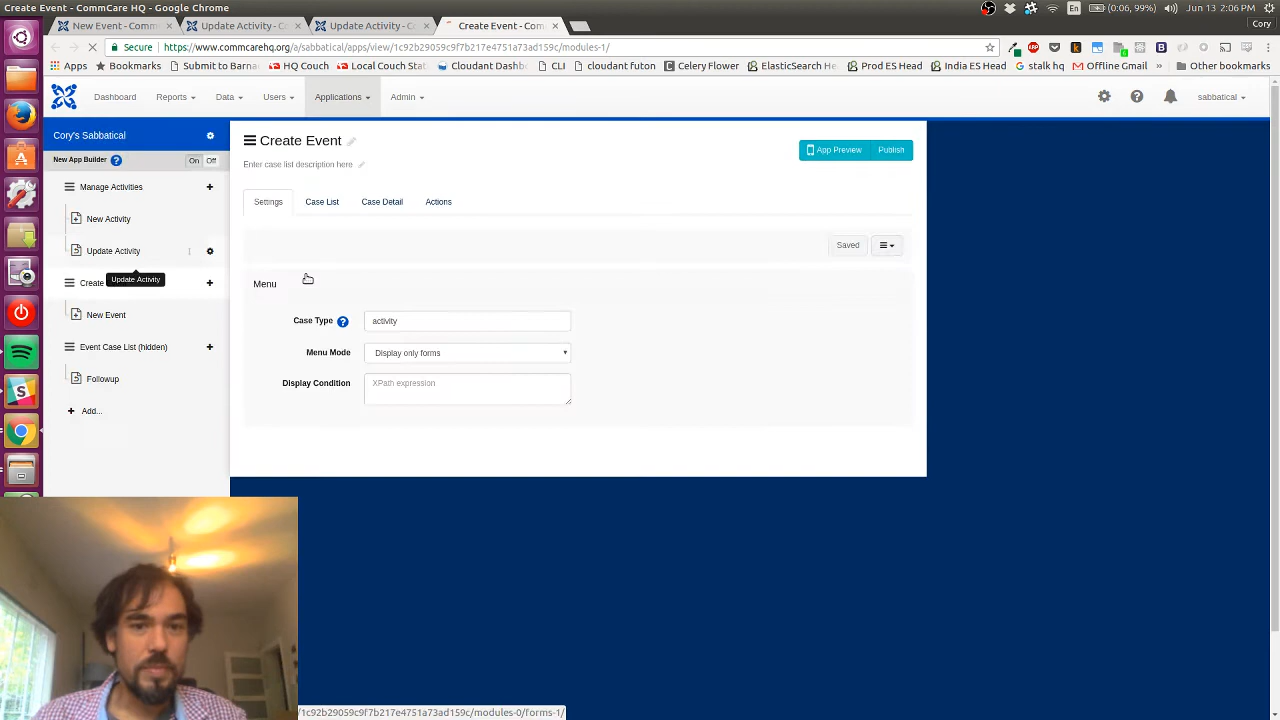 Create Event - CommCare HQ - Google Chrome
En (0:06, 99%) Jun 13 2:06 PM
New Event - Comm × Update Activity - C × Update Activity - C × Create Event - Com ×
Cory
Secure https://www.commcarehq.org/a/sabbatical/apps/view/1c92b29059c9f7b217e4751a73ad159c/modules-1/
Apps Bookmarks Submit to Barna HQ Couch Local Couch Stat Cloudant Dashb CLI cloudant futon Celery Flower ElasticSearch Prod ES Head India ES Head stalk hq Offline Gmail » Other bookmarks
Dashboard Reports Data Users Applications Admin sabbatical
Cory's Sabbatical
New App Builder ? On Off
Manage Activities +
New Activity
Update Activity
Update Activity
Create +
New Event
Event Case List (hidden) +
Followup
+ Add...
Create Event
Enter case list description here
App Preview Publish
Settings Case List Case Detail Actions
Saved
Menu
Case Type ? activity
Menu Mode Display only forms
Display Condition XPath expression
/1c92b29059c9f7b217e4751a73ad159c/modules-0/forms-1/